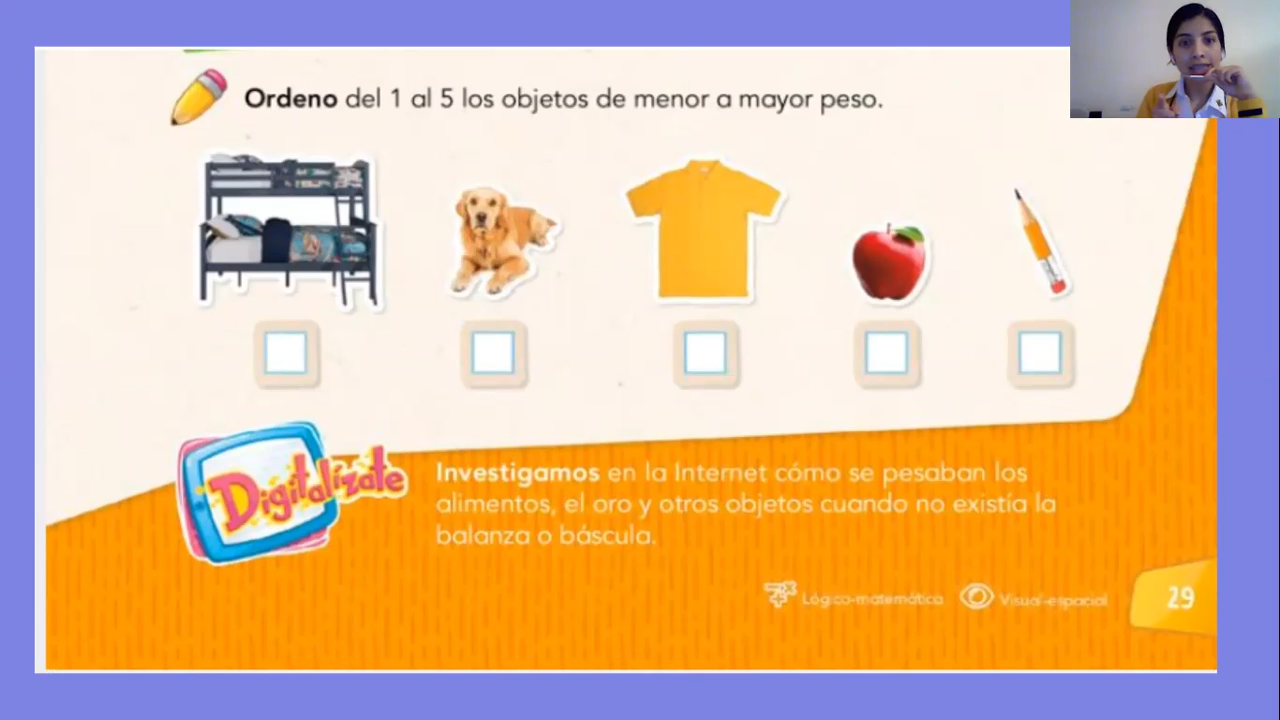 Ordeno del 1 al 5 los objetos de menor a mayor peso.
Digitalízate
Investigamos en la Internet cómo se pesaban los
alimentos, el oro y otros objetos cuando no existía la
balanza o báscula.
Lógico-matemática Visual-espacial
29